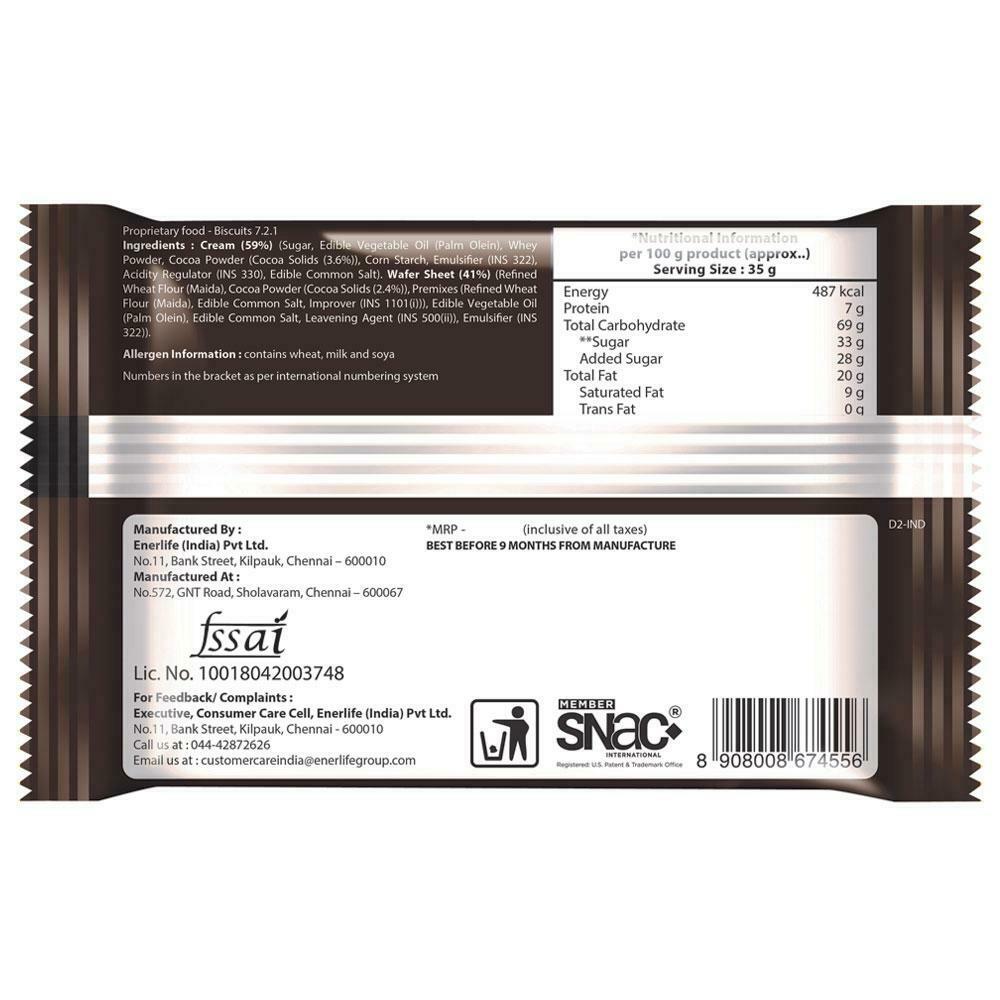 Proprietary food - Biscuits 7.2.1
Ingredients : Cream (59%) (Sugar, Edible Vegetable Oil (Palm Olein), Whey
Powder, Cocoa Powder (Cocoa Solids (3.6%)), Corn Starch, Emulsifier (INS 322),
Acidity Regulator (INS 330), Edible Common Salt). Wafer Sheet (41%) (Refined
Wheat Flour (Maida), Cocoa Powder (Cocoa Solids (2.4%)), Premixes (Refined Wheat
Flour (Maida), Edible Common Salt, Improver (INS 1101(i))), Edible Vegetable Oil
(Palm Olein), Edible Common Salt, Leavening Agent (INS 500(ii)), Emulsifier (INS
322)).
Allergen Information : contains wheat, milk and soya
Numbers in the bracket as per international numbering system
*Nutritional Information
per 100 g product (approx..)
Serving Size : 35 g
Energy 487 kcal
Protein 7 g
Total Carbohydrate 69 g
**Sugar 33 g
Added Sugar 28 g
Total Fat 20 g
Saturated Fat 9 g
Trans Fat 0 g
D2-IND
Manufactured By :
Enerlife (India) Pvt Ltd.
No.11, Bank Street, Kilpauk, Chennai – 600010
Manufactured At :
No.572, GNT Road, Sholavaram, Chennai – 600067
*MRP - (inclusive of all taxes)
BEST BEFORE 9 MONTHS FROM MANUFACTURE
fssai
Lic. No. 10018042003748
For Feedback/ Complaints :
Executive, Consumer Care Cell, Enerlife (India) Pvt Ltd.
No.11, Bank Street, Kilpauk, Chennai - 600010
Call us at : 044-42872626
Email us at : customercareindia@enerlifegroup.com
MEMBER
SNAC ®
INTERNATIONAL
Registered: U.S. Patent & Trademark Office
8 908008 674556